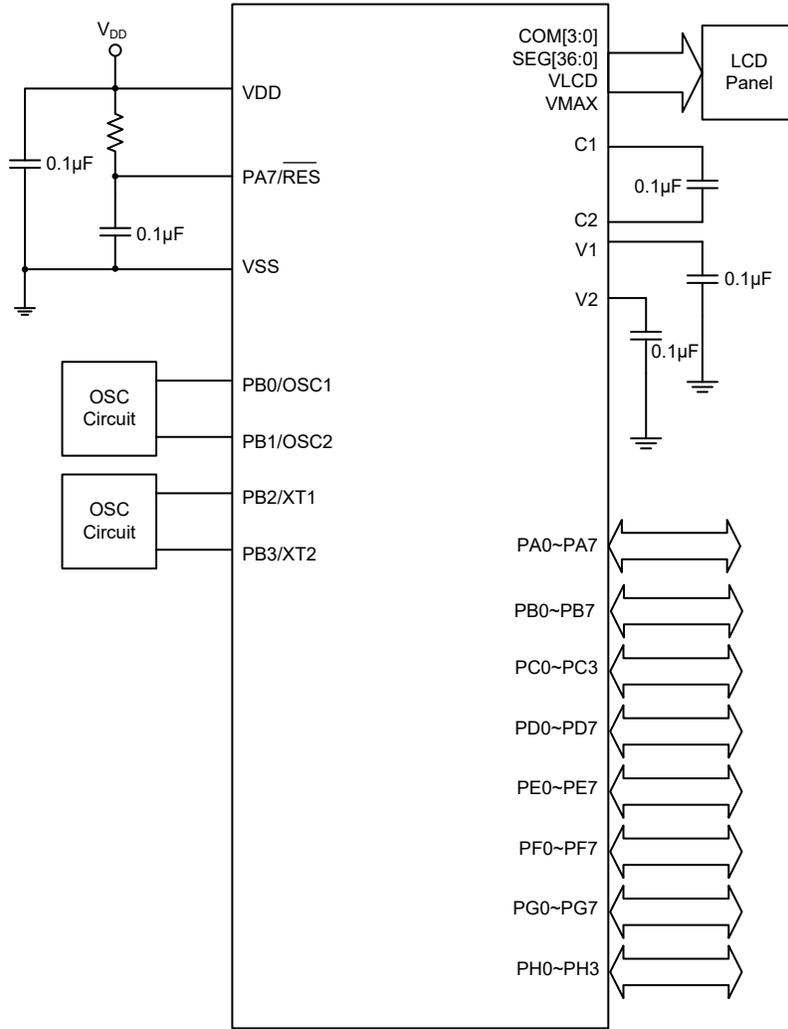 V_DD
VDD
0.1µF
PA7/R̅E̅S̅
0.1µF
VSS
OSC
Circuit
PB0/OSC1
PB1/OSC2
OSC
Circuit
PB2/XT1
PB3/XT2
COM[3:0]
SEG[36:0]
VLCD
VMAX
LCD
Panel
C1
0.1µF
C2
V1
0.1µF
V2
0.1µF
PA0~PA7
PB0~PB7
PC0~PC3
PD0~PD7
PE0~PE7
PF0~PF7
PG0~PG7
PH0~PH3